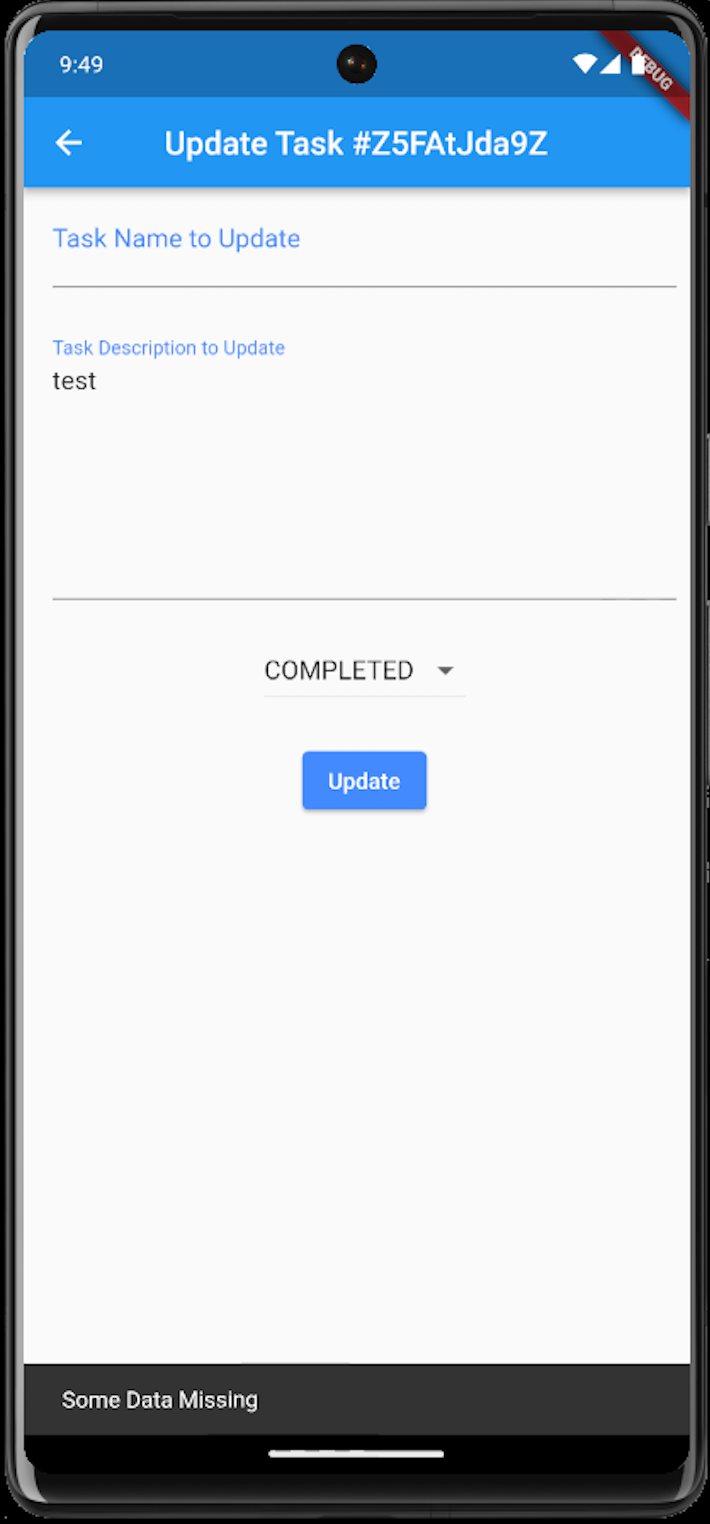 9:49
DEBUG
Update Task #Z5FAtJda9Z
Task Name to Update
Task Description to Update
test
COMPLETED
Update
Some Data Missing